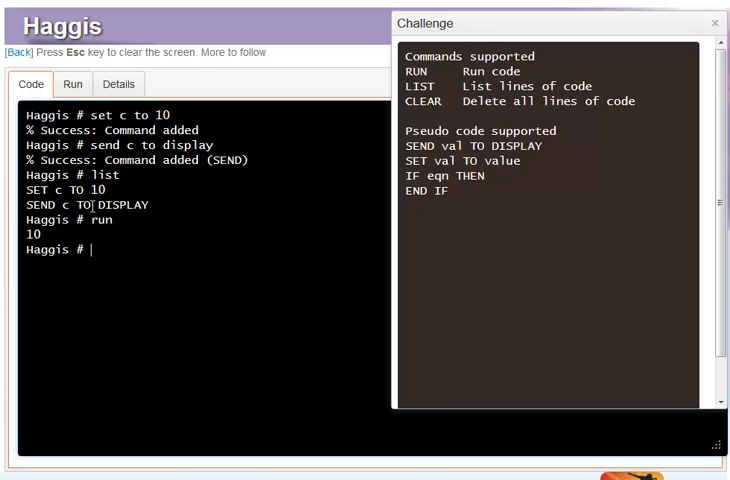 Haggis
[Back] Press Esc key to clear the screen. More to follow
Code Run Details
Haggis # set c to 10
% Success: Command added
Haggis # send c to display
% Success: Command added (SEND)
Haggis # list
SET c TO 10
SEND c TO DISPLAY
Haggis # run
10
Haggis #
Challenge ×
Commands supported
RUN Run code
LIST List lines of code
CLEAR Delete all lines of code
Pseudo code supported
SEND val TO DISPLAY
SET val TO value
IF eqn THEN
END IF